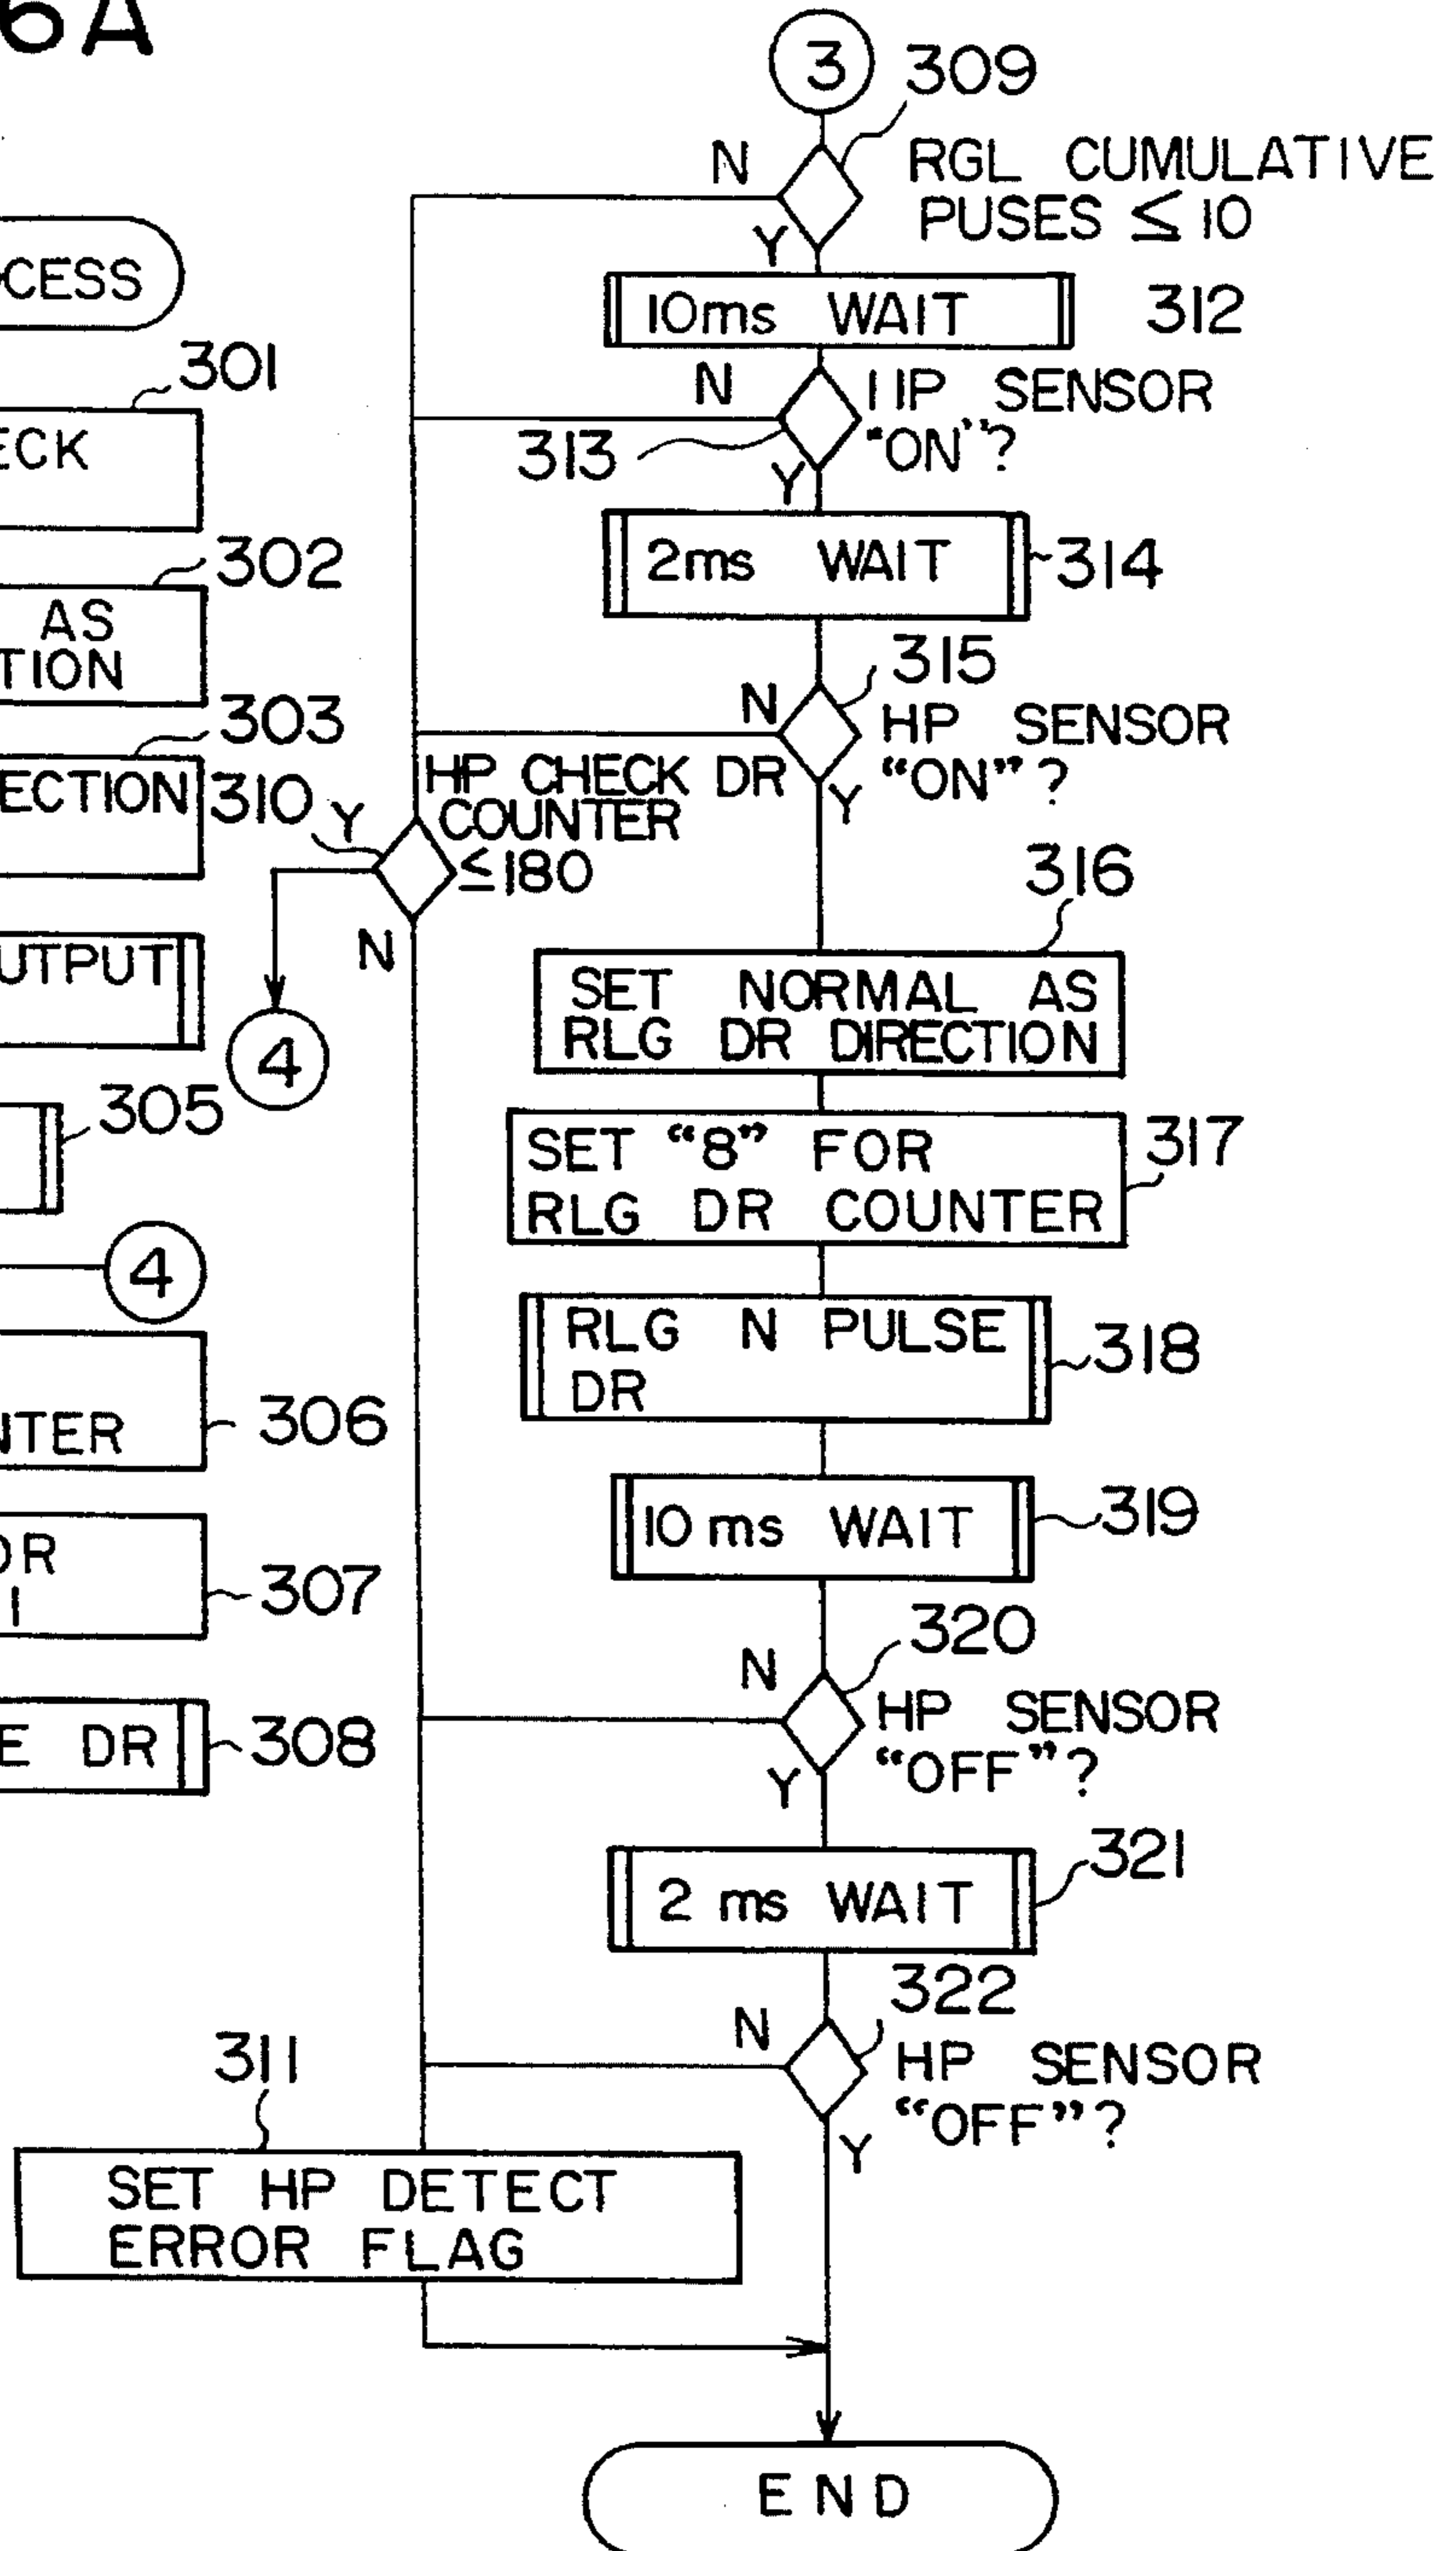 6A
CESS
301
ECK
302
AS
TION
303
ECTION
UTPUT
305
4
306
NTER
307
OR
1
E DR
308
3
309
N
RGL CUMULATIVE
PUSES ≤ 10
Y
10ms WAIT
312
N
HP SENSOR
"ON"?
313
Y
2ms WAIT
314
315
N
HP SENSOR
"ON"?
Y
HP CHECK DR
COUNTER
≤180
310
Y
N
4
316
SET NORMAL AS
RLG DR DIRECTION
317
SET "8" FOR
RLG DR COUNTER
RLG N PULSE
DR
318
10 ms WAIT
319
320
N
HP SENSOR
"OFF"?
Y
321
2 ms WAIT
322
N
HP SENSOR
"OFF"?
Y
311
SET HP DETECT
ERROR FLAG
END